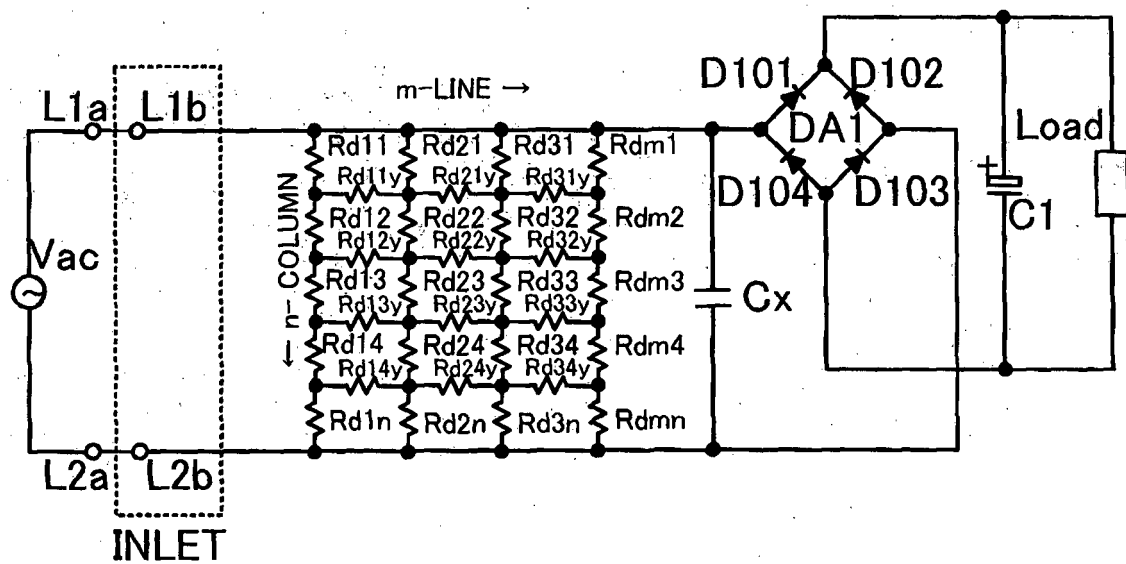 m-LINE →
L1a
L1b
D101
D102
DA1
D104
D103
Load
+
C1
Rd11
Rd21
Rd31
Rdm1
Rd11y
Rd21y
Rd31y
Rd12
Rd22
Rd32
Rdm2
Rd12y
Rd22y
Rd32y
Rd13
Rd23
Rd33
Rdm3
Rd13y
Rd23y
Rd33y
Rd14
Rd24
Rd34
Rdm4
Rd14y
Rd24y
Rd34y
Rd1n
Rd2n
Rd3n
Rdmn
← n-COLUMN
Vac
Cx
L2a
L2b
INLET